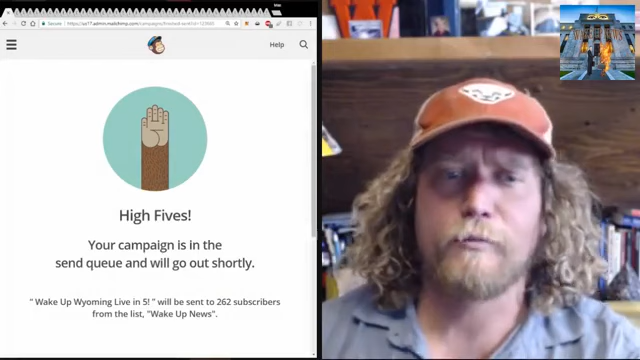 Secure
Help
High Fives!
Your campaign is in the
send queue and will go out shortly.
" Wake Up Wyoming Live in 5! " will be sent to 262 subscribers
from the list, "Wake Up News".